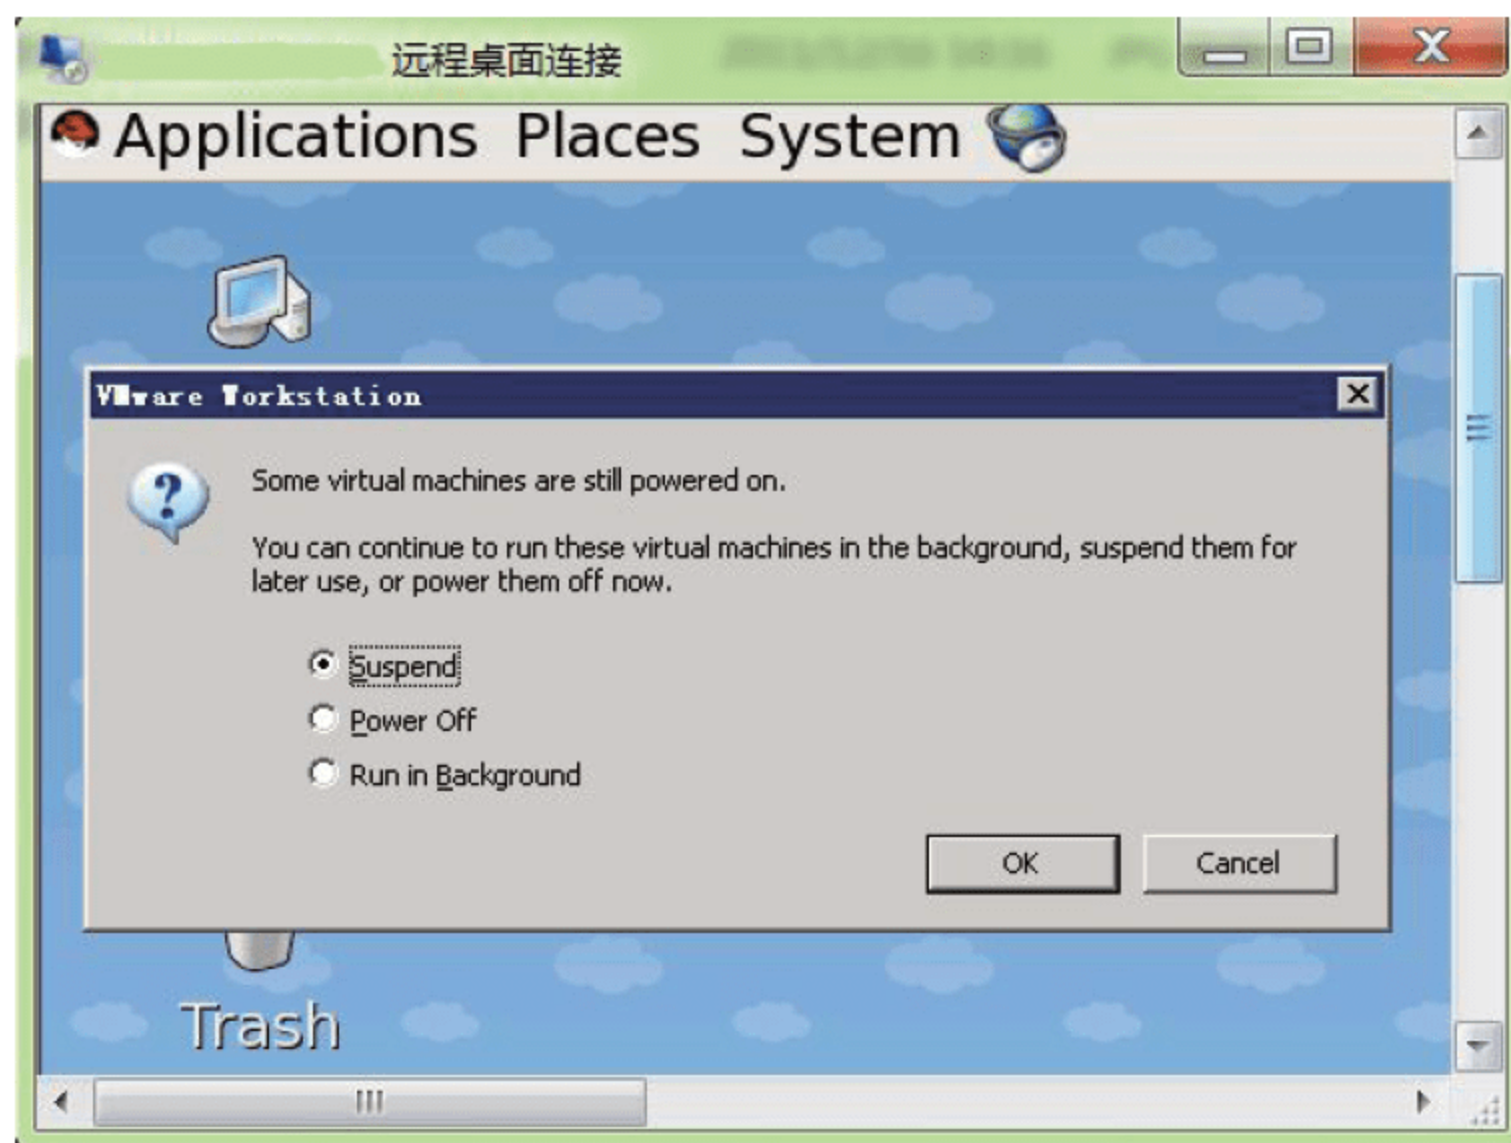 远程桌面连接
Applications Places System
VMware Workstation
Some virtual machines are still powered on.
You can continue to run these virtual machines in the background, suspend them for
later use, or power them off now.
Suspend
Power Off
Run in Background
OK Cancel
Trash